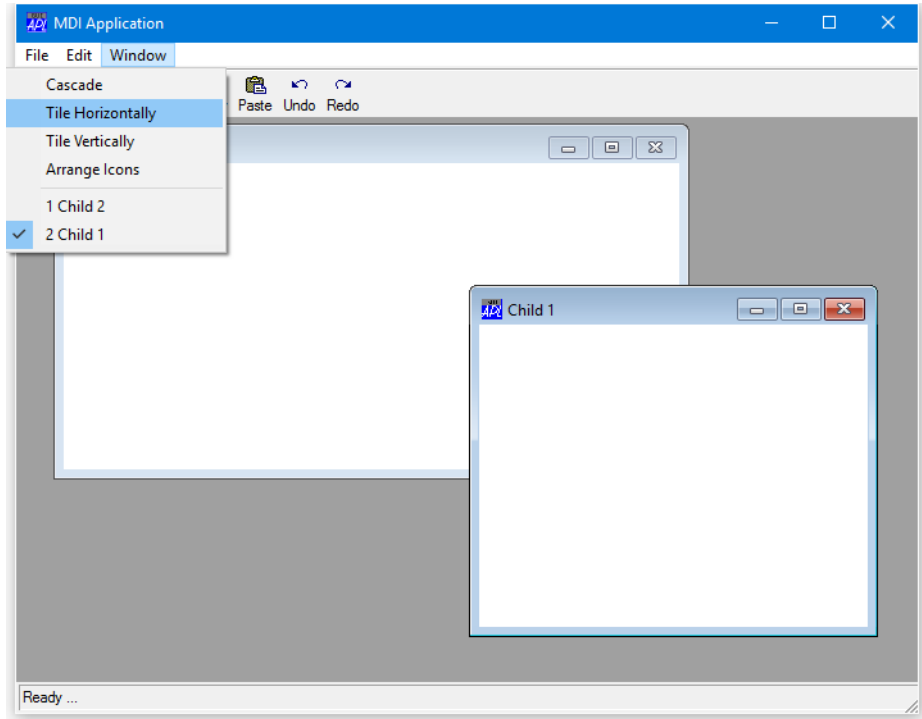 MDI Application
File Edit Window
Cascade
Tile Horizontally
Tile Vertically
Arrange Icons
1 Child 2
2 Child 1
Paste Undo Redo
APL Child 1
Ready ...